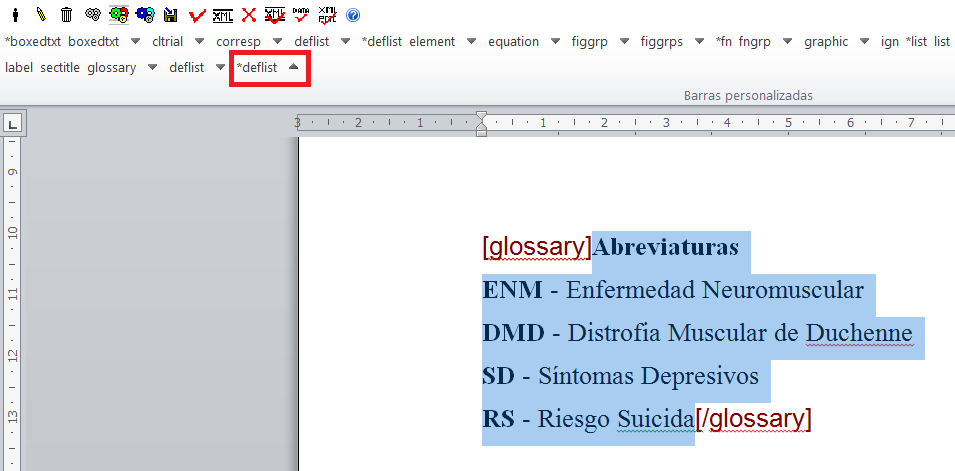 XML XML DATA XML PDF
*boxedtxt boxedtxt cltrial corresp deflist *deflist element equation figgrp figgrps *fn fngrp graphic ign *list list
label sectitle glossary deflist *deflist
Barras personalizadas
3 2 1 1 2 3 4 5 6 7
9
10
11
12
13
[glossary]Abreviaturas
ENM - Enfermedad Neuromuscular
DMD - Distrofia Muscular de Duchenne
SD - Síntomas Depresivos
RS - Riesgo Suicida[/glossary]